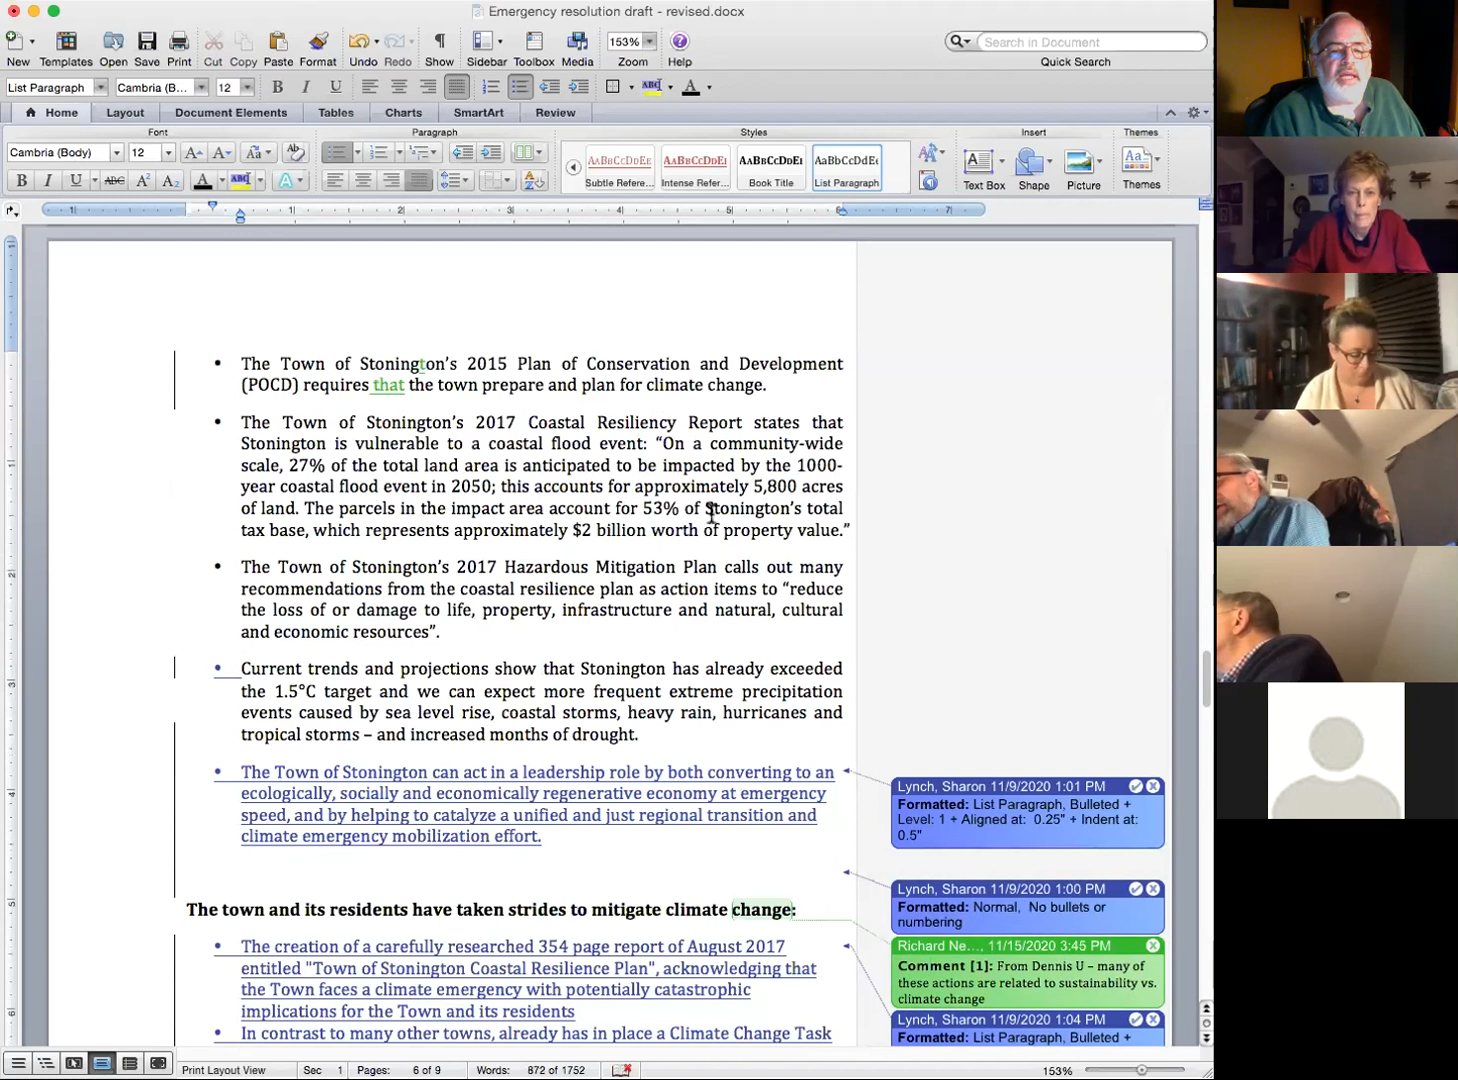 Emergency resolution draft - revised.docx
New Templates Open Save Print Cut Copy Paste Format Undo Redo Show Sidebar Toolbox Media Zoom Help
153%
Search in Document
Quick Search
List Paragraph Cambria (B... 12 B I U ABC A
Home Layout Document Elements Tables Charts SmartArt Review
Font Paragraph Styles Insert Themes
Cambria (Body) 12 Aa
B I U ABC A² A₂ A ABC A
AABBCCDDEE AABBCCDDEI AaBbCcDdEI AaBbCcDdEe
Subtle Refere... Intense Refer... Book Title List Paragraph
Text Box Shape Picture Themes
• The Town of Stonington's 2015 Plan of Conservation and Development
(POCD) requires that the town prepare and plan for climate change.
• The Town of Stonington's 2017 Coastal Resiliency Report states that
Stonington is vulnerable to a coastal flood event: “On a community-wide
scale, 27% of the total land area is anticipated to be impacted by the 1000-
year coastal flood event in 2050; this accounts for approximately 5,800 acres
of land. The parcels in the impact area account for 53% of Stonington's total
tax base, which represents approximately $2 billion worth of property value.”
• The Town of Stonington's 2017 Hazardous Mitigation Plan calls out many
recommendations from the coastal resilience plan as action items to “reduce
the loss of or damage to life, property, infrastructure and natural, cultural
and economic resources”.
• Current trends and projections show that Stonington has already exceeded
the 1.5°C target and we can expect more frequent extreme precipitation
events caused by sea level rise, coastal storms, heavy rain, hurricanes and
tropical storms – and increased months of drought.
• The Town of Stonington can act in a leadership role by both converting to an
ecologically, socially and economically regenerative economy at emergency
speed, and by helping to catalyze a unified and just regional transition and
climate emergency mobilization effort.
The town and its residents have taken strides to mitigate climate change:
• The creation of a carefully researched 354 page report of August 2017
entitled "Town of Stonington Coastal Resilience Plan", acknowledging that
the Town faces a climate emergency with potentially catastrophic
implications for the Town and its residents
• In contrast to many other towns, already has in place a Climate Change Task
Lynch, Sharon 11/9/2020 1:01 PM
Formatted: List Paragraph, Bulleted +
Level: 1 + Aligned at: 0.25" + Indent at:
0.5"
Lynch, Sharon 11/9/2020 1:00 PM
Formatted: Normal, No bullets or
numbering
Richard Ne..., 11/15/2020 3:45 PM
Comment [1]: From Dennis U – many of
these actions are related to sustainability vs.
climate change
Lynch, Sharon 11/9/2020 1:04 PM
Formatted: List Paragraph, Bulleted +
Print Layout View Sec 1 Pages: 6 of 9 Words: 872 of 1752 153%